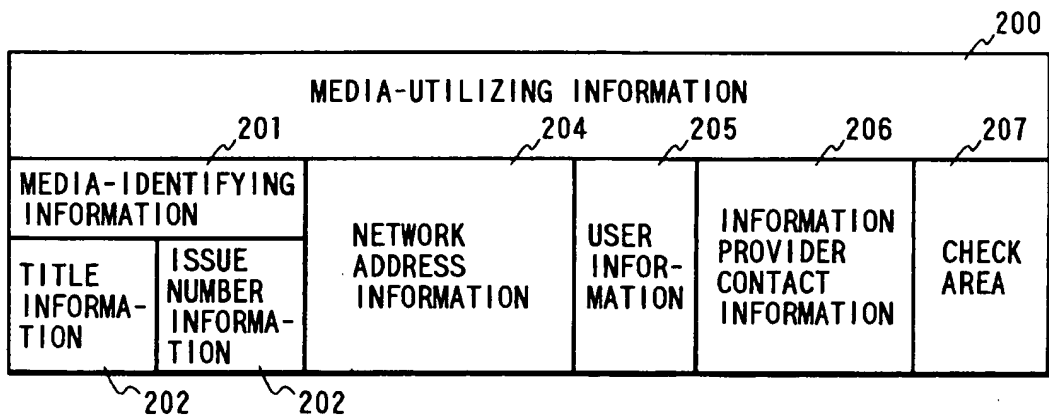 200
MEDIA-UTILIZING INFORMATION
201
204
205
206
207
MEDIA-IDENTIFYING
INFORMATION
TITLE
INFORMA-
TION
ISSUE
NUMBER
INFORMA-
TION
NETWORK
ADDRESS
INFORMATION
USER
INFOR-
MATION
INFORMATION
PROVIDER
CONTACT
INFORMATION
CHECK
AREA
202
202